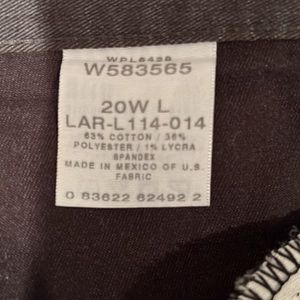 WPL6428
W583565
20W L
LAR-L114-014
63% COTTON / 36%
POLYESTER / 1% LYCRA
SPANDEX
MADE IN MEXICO OF U.S.
FABRIC
0 83622 62492 2